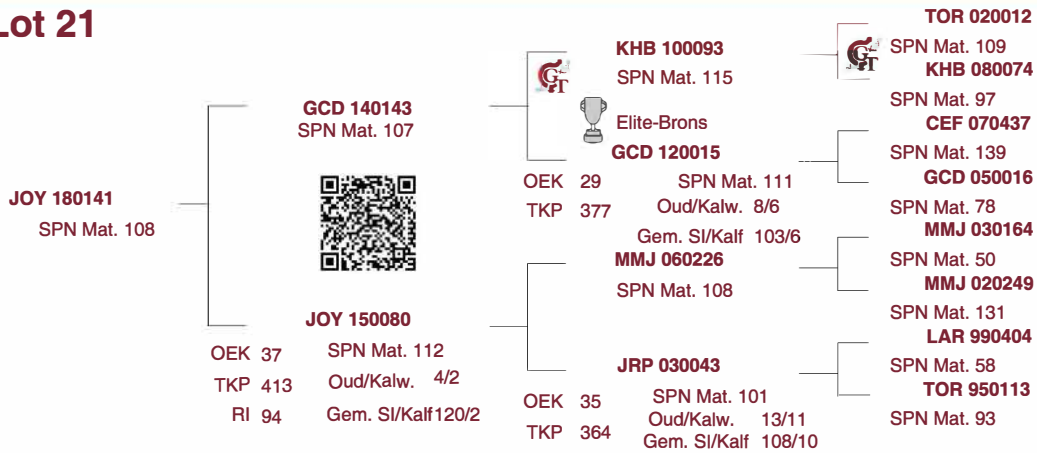 Lot 21
JOY 180141
SPN Mat. 108
GCD 140143
SPN Mat. 107
JOY 150080
OEK 37 SPN Mat. 112
TKP 413 Oud/Kalw. 4/2
RI 94 Gem. SI/Kalf 120/2
GT
KHB 100093
SPN Mat. 115
Elite-Brons
GCD 120015
OEK 29 SPN Mat. 111
TKP 377 Oud/Kalw. 8/6
Gem. SI/Kalf 103/6
MMJ 060226
SPN Mat. 108
JRP 030043
OEK 35 SPN Mat. 101
Oud/Kalw. 13/11
TKP 364 Gem. SI/Kalf 108/10
GT
TOR 020012
SPN Mat. 109
KHB 080074
SPN Mat. 97
CEF 070437
SPN Mat. 139
GCD 050016
SPN Mat. 78
MMJ 030164
SPN Mat. 50
MMJ 020249
SPN Mat. 131
LAR 990404
SPN Mat. 58
TOR 950113
SPN Mat. 93